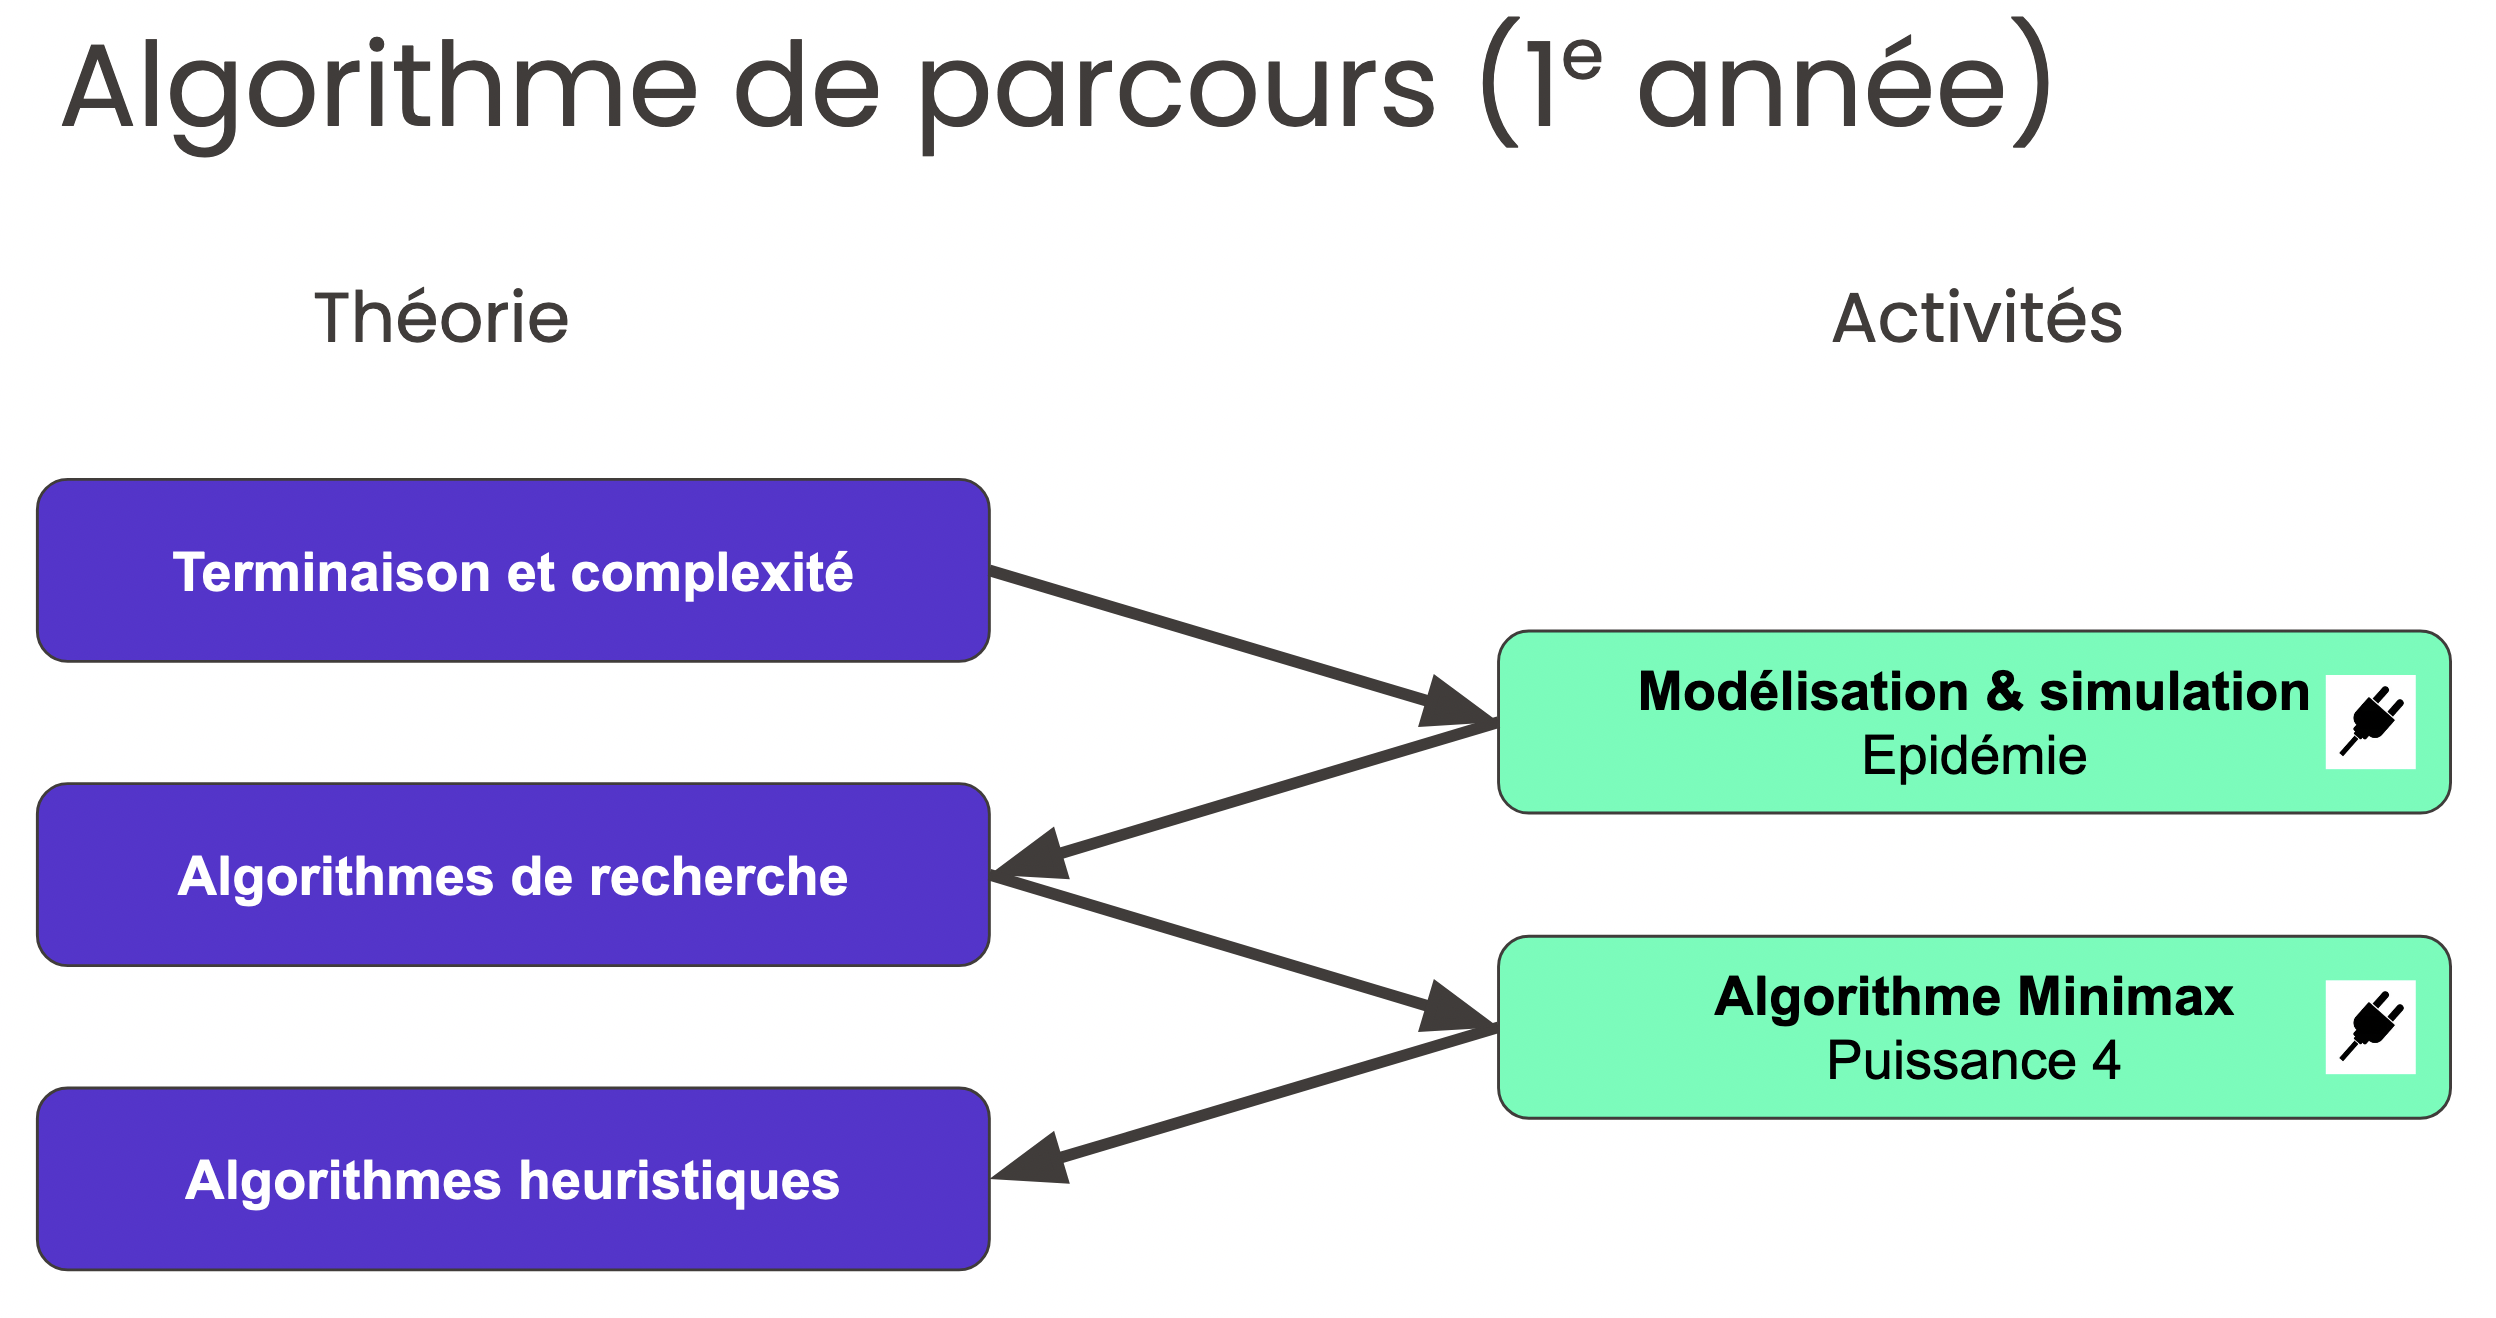 Algorithme de parcours (1e année)
Théorie
Activités
Terminaison et complexité
Modélisation & simulation
Epidémie
Algorithmes de recherche
Algorithme Minimax
Puissance 4
Algorithmes heuristiques